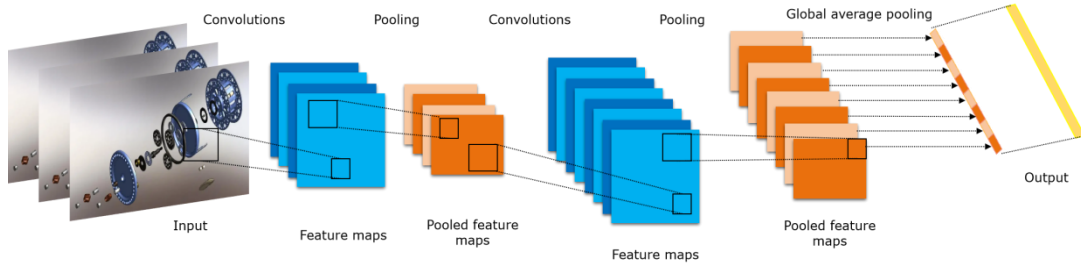 Convolutions
Pooling
Convolutions
Pooling
Global average pooling
Input
Feature maps
Pooled feature
maps
Feature maps
Pooled feature
maps
Output